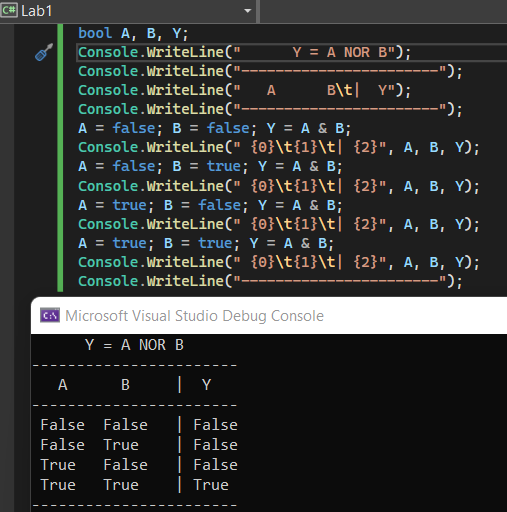 C# Lab1
bool A, B, Y;
Console.WriteLine("      Y = A NOR B");
Console.WriteLine("-----------------------");
Console.WriteLine("   A      B\t|  Y");
Console.WriteLine("-----------------------");
A = false; B = false; Y = A & B;
Console.WriteLine(" {0}\t{1}\t| {2}", A, B, Y);
A = false; B = true; Y = A & B;
Console.WriteLine(" {0}\t{1}\t| {2}", A, B, Y);
A = true; B = false; Y = A & B;
Console.WriteLine(" {0}\t{1}\t| {2}", A, B, Y);
A = true; B = true; Y = A & B;
Console.WriteLine(" {0}\t{1}\t| {2}", A, B, Y);
Console.WriteLine("-----------------------");
C:\ Microsoft Visual Studio Debug Console
      Y = A NOR B
-----------------------
   A      B     |  Y
-----------------------
 False  False   | False
 False  True    | False
 True   False   | False
 True   True    | True
-----------------------